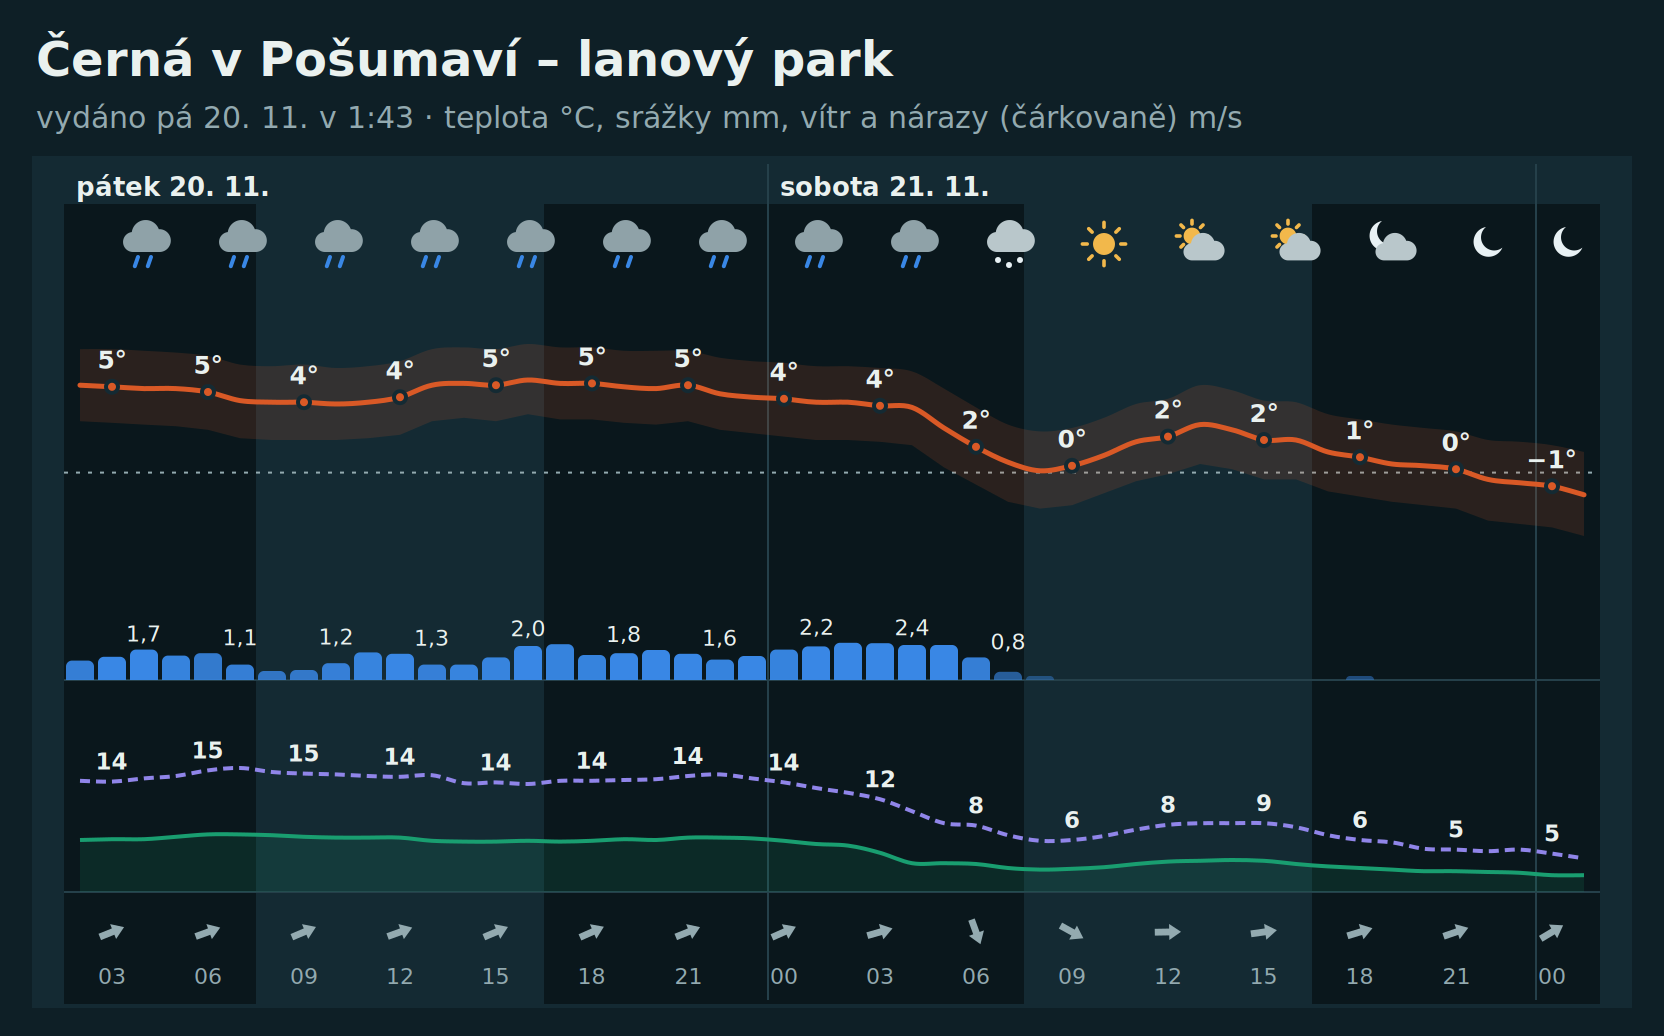 Černá v Pošumaví – lanový park
vydáno pá 20. 11. v 1:43 · teplota °C, srážky mm, vítr a nárazy (čárkovaně) m/s
pátek 20. 11. sobota 21. 11.
5° 5° 4° 4° 5° 5° 5° 4° 4° 2° 0° 2° 2° 1° 0° −1°
1,7 1,1 1,2 1,3 2,0 1,8 1,6 2,2 2,4 0,8
14 15 15 14 14 14 14 14 12 8 6 8 9 6 5 5
03 06 09 12 15 18 21 00 03 06 09 12 15 18 21 00